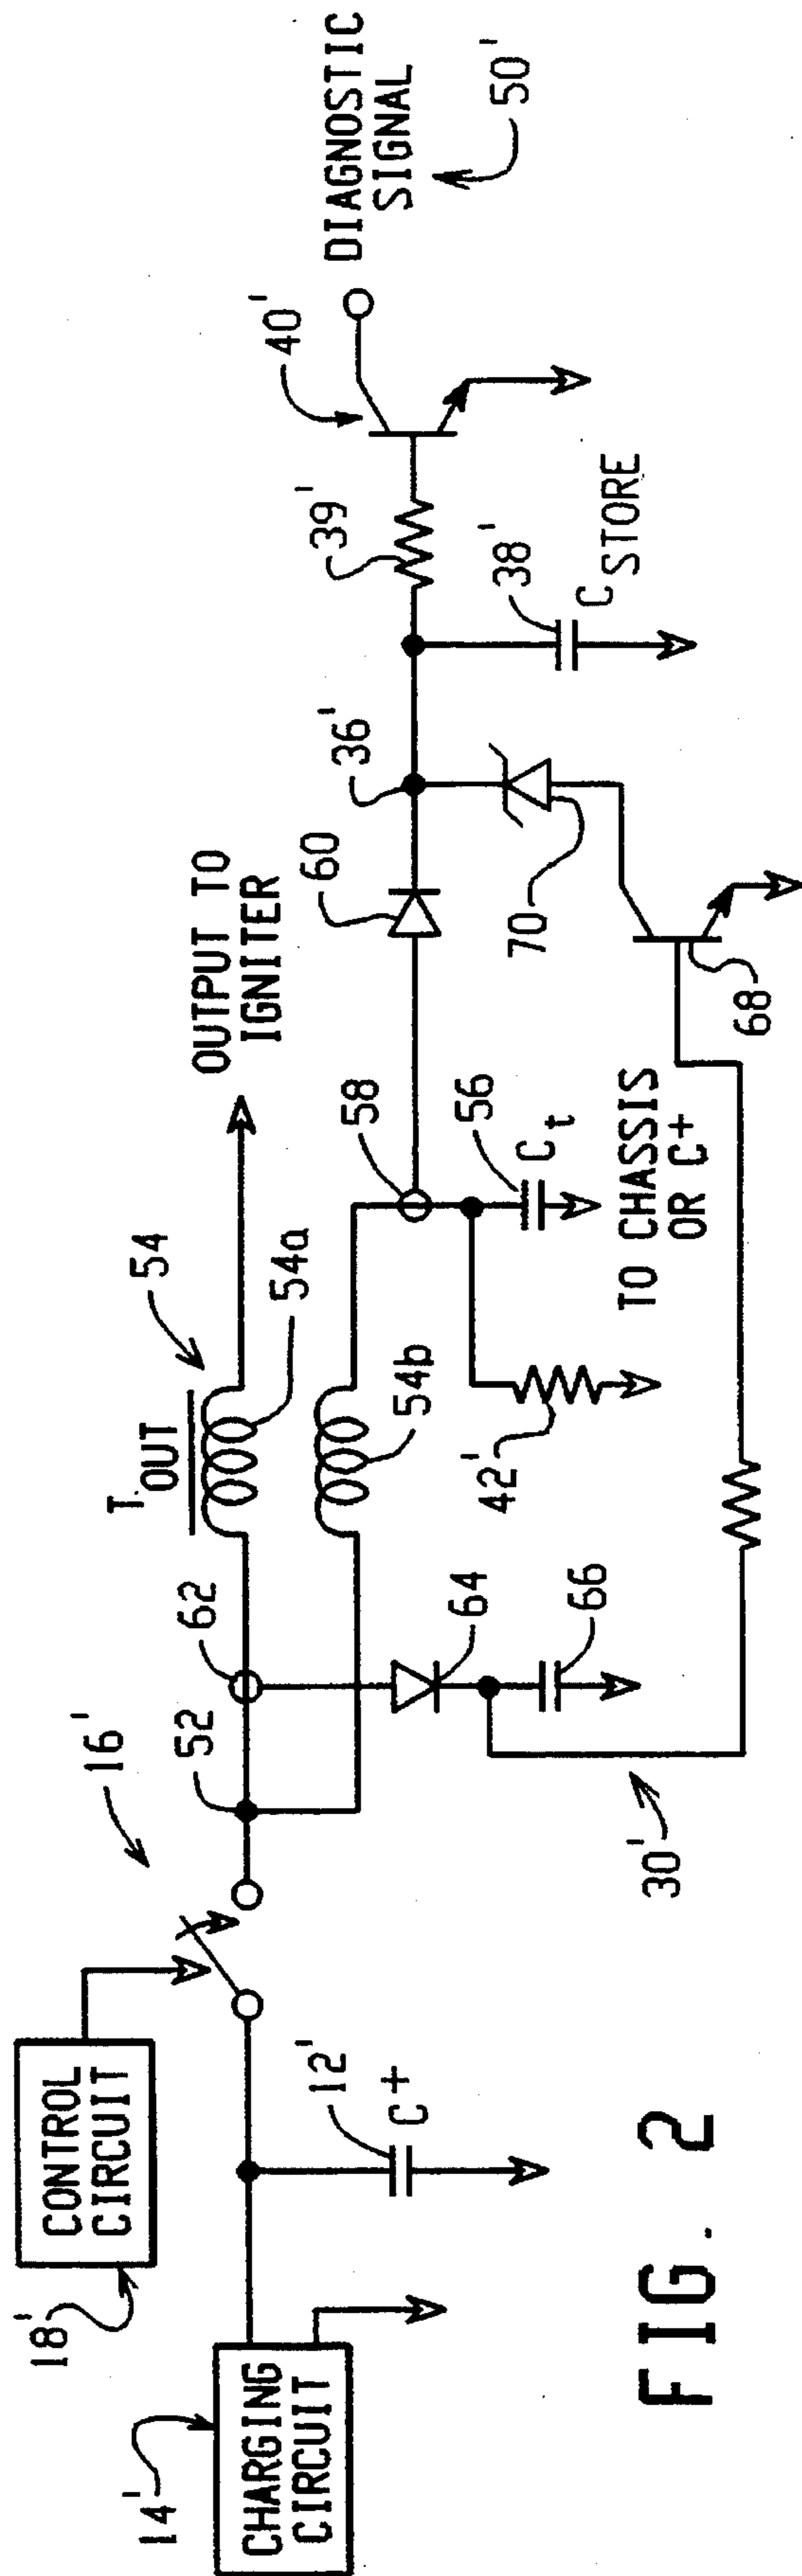 CONTROL
CIRCUIT
18'
CHARGING
CIRCUIT
14'
12'
C+
16'
52
62
64
66
30'
T OUT
54
54a
54b
42'
58
56
C t
TO CHASSIS
OR C+
OUTPUT TO
IGNITER
60
36'
70
68
38'
C STORE
39'
40'
DIAGNOSTIC
SIGNAL
50'
FIG. 2